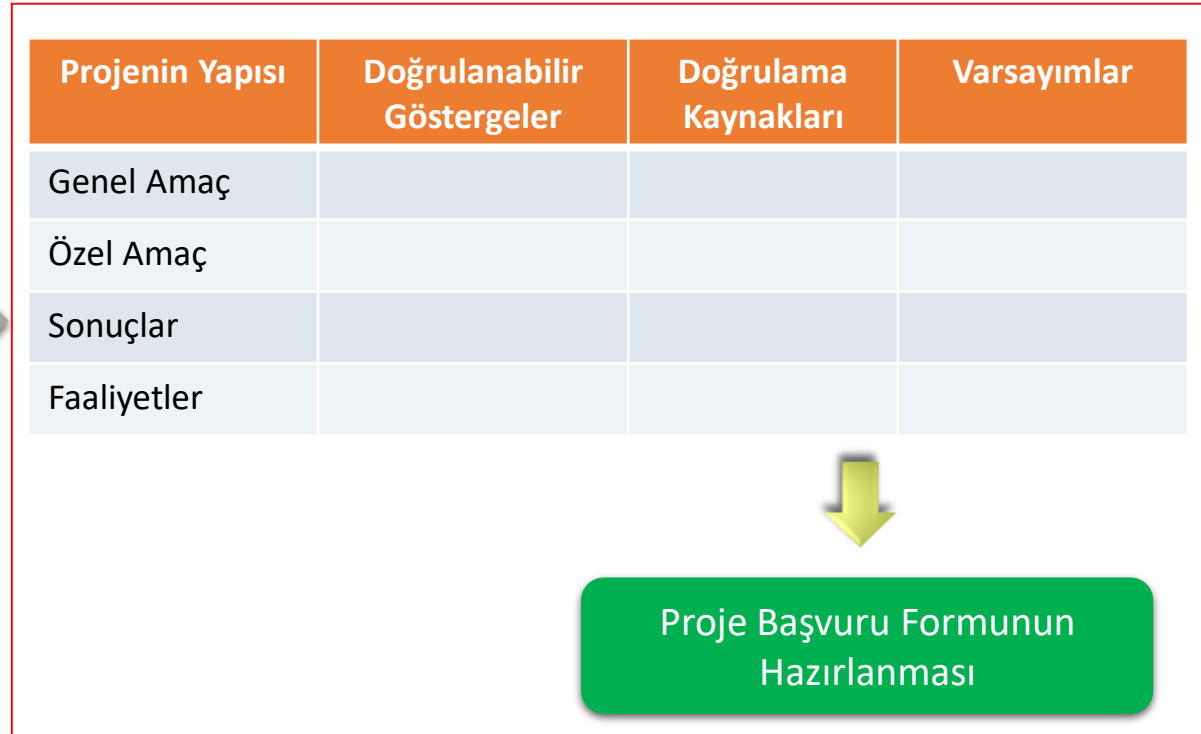 Projenin Yapısı
Doğrulanabilir
Göstergeler
Doğrulama
Kaynakları
Varsayımlar
Genel Amaç
Özel Amaç
Sonuçlar
Faaliyetler
Proje Başvuru Formunun
Hazırlanması